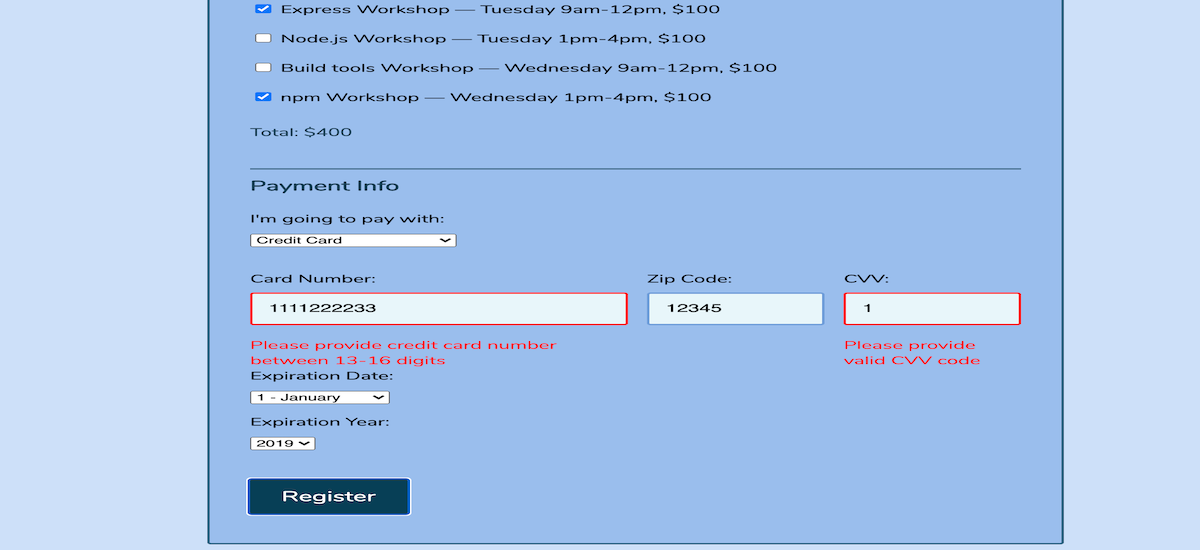 Express Workshop — Tuesday 9am-12pm, $100
Node.js Workshop — Tuesday 1pm-4pm, $100
Build tools Workshop — Wednesday 9am-12pm, $100
npm Workshop — Wednesday 1pm-4pm, $100
Total: $400
Payment Info
I'm going to pay with:
Credit Card
Card Number: Zip Code: CVV:
1111222233 12345 1
Please provide credit card number Please provide
between 13-16 digits valid CVV code
Expiration Date:
1 - January
Expiration Year:
2019
Register